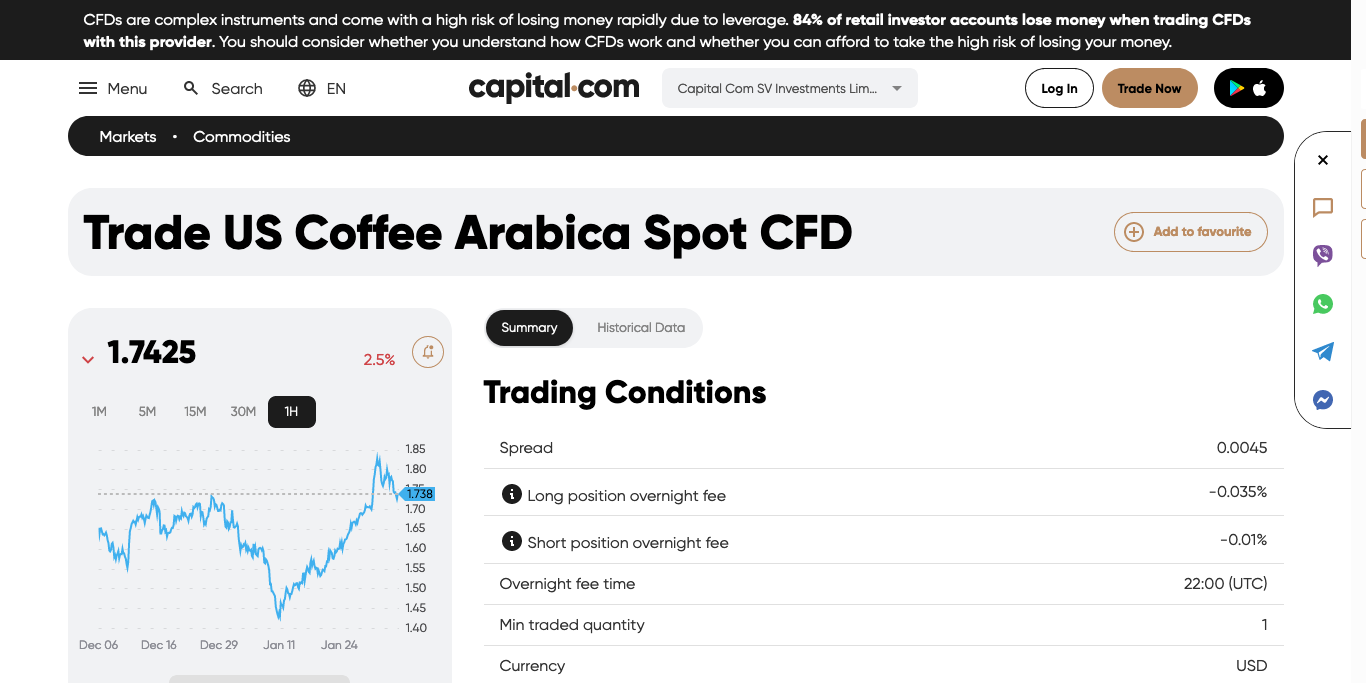 CFDs are complex instruments and come with a high risk of losing money rapidly due to leverage. 84% of retail investor accounts lose money when trading CFDs
with this provider. You should consider whether you understand how CFDs work and whether you can afford to take the high risk of losing your money.
Menu
Search
EN
capital.com
Capital Com SV Investments Lim...
Log In
Trade Now
Markets • Commodities
Trade US Coffee Arabica Spot CFD
Add to favourite
1.7425
2.5%
1M 5M 15M 30M 1H
1.85
1.80
1.75
1.738
1.70
1.65
1.60
1.55
1.50
1.45
1.40
Dec 06 Dec 16 Dec 29 Jan 11 Jan 24
Summary Historical Data
Trading Conditions
Spread 0.0045
Long position overnight fee -0.035%
Short position overnight fee -0.01%
Overnight fee time 22:00 (UTC)
Min traded quantity 1
Currency USD